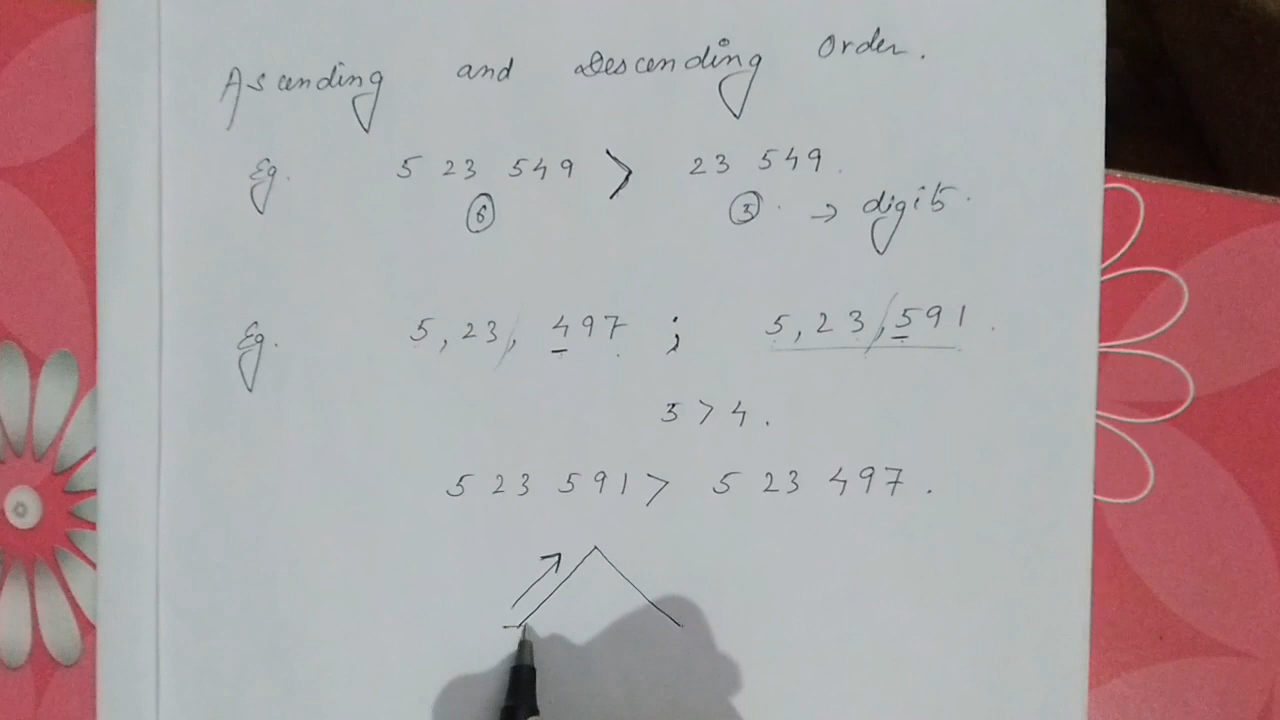 Ascending and Descending Order.
Eg. 5 23 549 > 23 549.
6 5. → digits.
Eg. 5,23, 497 ; 5,23,591.
5 > 4.
5 23 591 > 5 23 497.